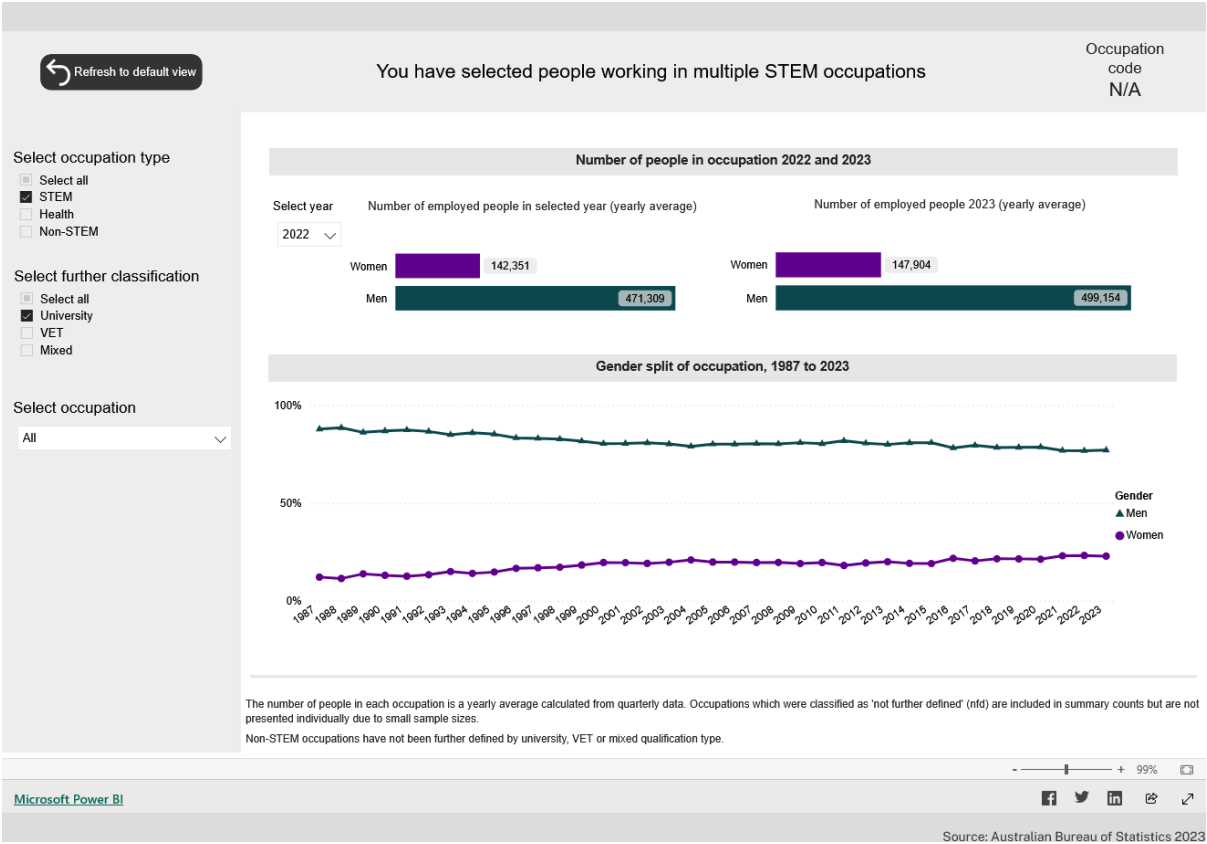 Refresh to default view
You have selected people working in multiple STEM occupations
Occupation
code
N/A
Select occupation type
Select all
STEM
Health
Non-STEM
Select further classification
Select all
University
VET
Mixed
Select occupation
All
Number of people in occupation 2022 and 2023
Select year
2022
Number of employed people in selected year (yearly average)
Women
142,351
Men
471,309
Number of employed people 2023 (yearly average)
Women
147,904
Men
499,154
Gender split of occupation, 1987 to 2023
100%
50%
0%
1987 1988 1989 1990 1991 1992 1993 1994 1995 1996 1997 1998 1999 2000 2001 2002 2003 2004 2005 2006 2007 2008 2009 2010 2011 2012 2013 2014 2015 2016 2017 2018 2019 2020 2021 2022 2023
Gender
Men
Women
The number of people in each occupation is a yearly average calculated from quarterly data. Occupations which were classified as 'not further defined' (nfd) are included in summary counts but are not
presented individually due to small sample sizes.
Non-STEM occupations have not been further defined by university, VET or mixed qualification type.
- + 99%
Microsoft Power BI
Source: Australian Bureau of Statistics 2023